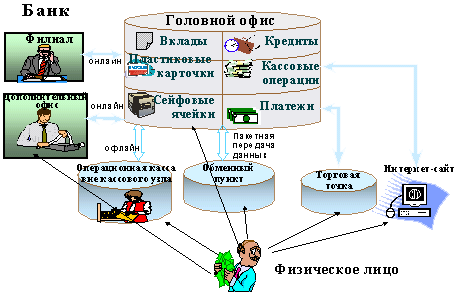 Банк
Головной офис
Филиал
Вклады
Кредиты
онлайн
Пластиковые
карточки
Кассовые
операции
Дополнительный
офис
онлайн
Сейфовые
ячейки
Платежи
офлайн
Пакетная
передача
данных
Операционная касса
вне кассового узла
Обменный
пункт
Торговая
точка
Интернет-сайт
Физическое лицо